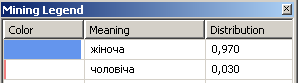 Mining Legend
Color Meaning Distribution
жіноча 0,970
чоловіча 0,030